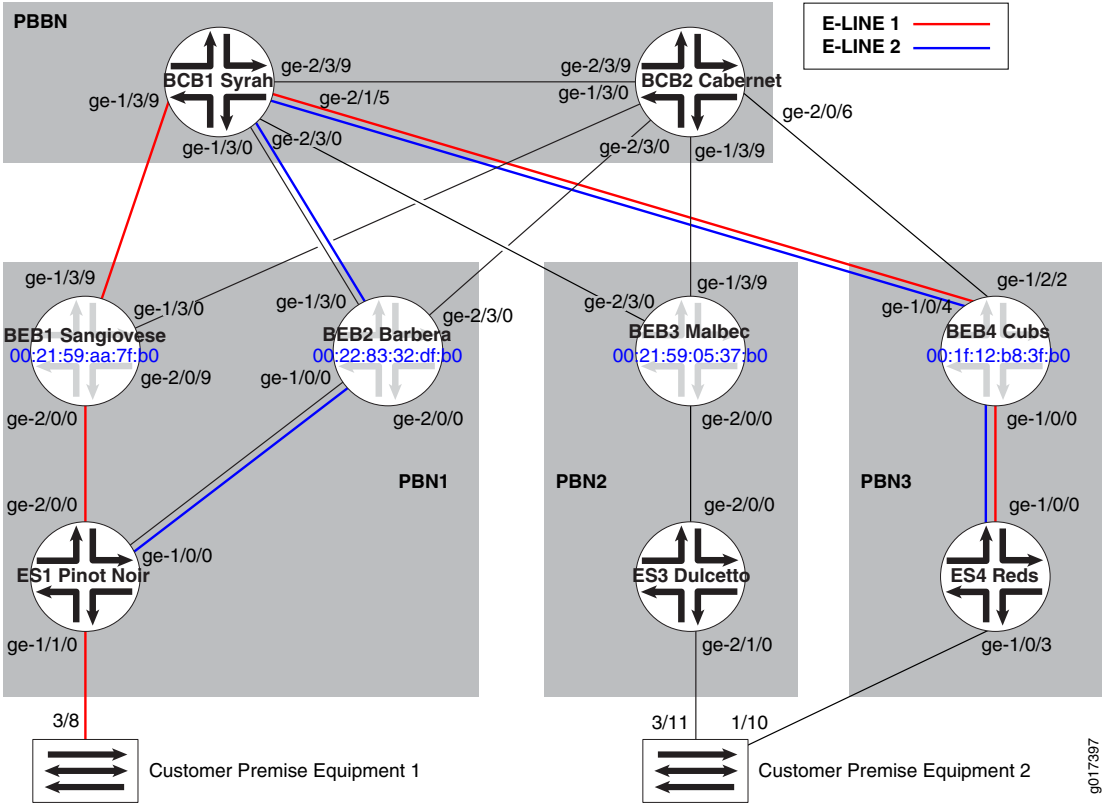 PBBN
E-LINE 1
E-LINE 2
BCB1 Syrah
ge-2/3/9
ge-2/3/9
BCB2 Cabernet
ge-1/3/9
ge-2/1/5
ge-1/3/0
ge-2/0/6
ge-1/3/0
ge-2/3/0
ge-2/3/0
ge-1/3/9
ge-1/3/9
ge-1/3/0
ge-1/3/0
ge-2/3/0
ge-2/3/0
ge-1/3/9
ge-1/0/4
ge-1/2/2
BEB1 Sangiovese
00:21:59:aa:7f:b0
BEB2 Barbera
00:22:83:32:df:b0
BEB3 Malbec
00:21:59:05:37:b0
BEB4 Cubs
00:1f:12:b8:3f:b0
ge-2/0/9
ge-1/0/0
ge-2/0/0
ge-2/0/0
ge-2/0/0
ge-1/0/0
PBN1
PBN2
PBN3
ge-2/0/0
ge-1/0/0
ge-2/0/0
ge-1/0/0
ES1 Pinot Noir
ES3 Dulcetto
ES4 Reds
ge-1/1/0
ge-2/1/0
ge-1/0/3
3/8
3/11
1/10
Customer Premise Equipment 1
Customer Premise Equipment 2
g017397